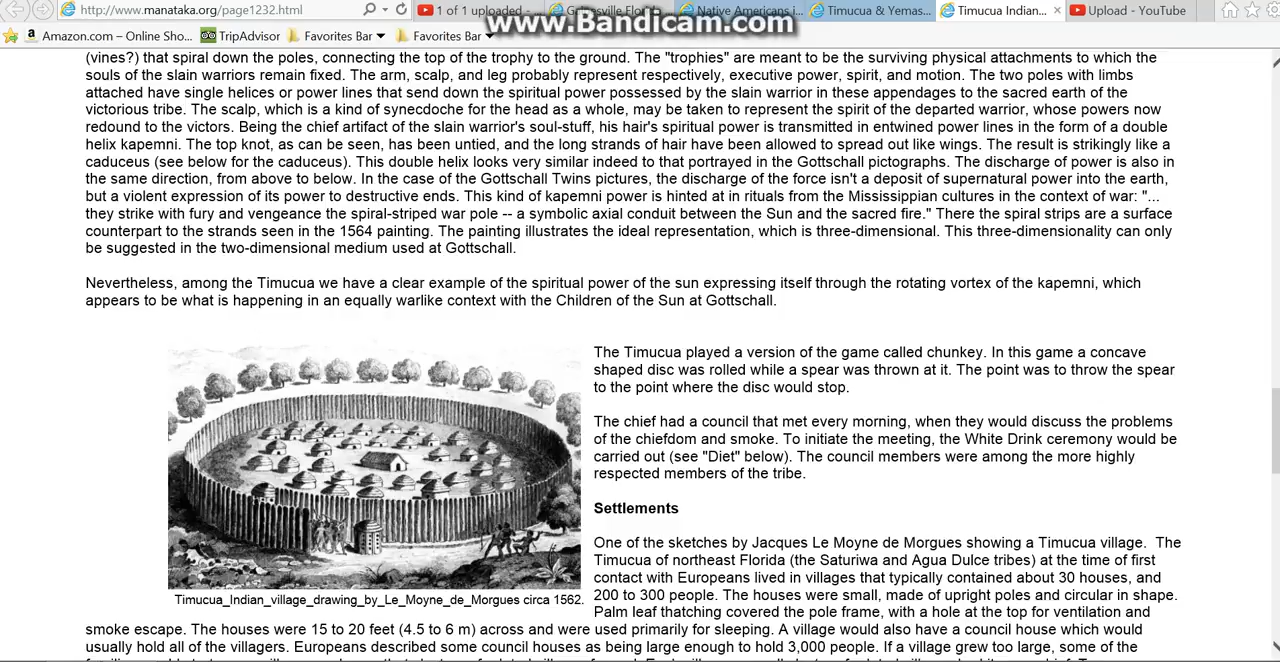 http://www.manataka.org/page1232.html
1 of 1 uploaded
Native Americans i...
Timucua & Yemas...
Timucua Indian...
Upload - YouTube
www.Bandicam.com
Amazon.com – Online Sho...
TripAdvisor
Favorites Bar
Favorites Bar
(vines?) that spiral down the poles, connecting the top of the trophy to the ground. The "trophies" are meant to be the surviving physical attachments to which the
souls of the slain warriors remain fixed. The arm, scalp, and leg probably represent respectively, executive power, spirit, and motion. The two poles with limbs
attached have single helices or power lines that send down the spiritual power possessed by the slain warrior in these appendages to the sacred earth of the
victorious tribe. The scalp, which is a kind of synecdoche for the head as a whole, may be taken to represent the spirit of the departed warrior, whose powers now
redound to the victors. Being the chief artifact of the slain warrior's soul-stuff, his hair's spiritual power is transmitted in entwined power lines in the form of a double
helix kapemni. The top knot, as can be seen, has been untied, and the long strands of hair have been allowed to spread out like wings. The result is strikingly like a
caduceus (see below for the caduceus). This double helix looks very similar indeed to that portrayed in the Gottschall pictographs. The discharge of power is also in
the same direction, from above to below. In the case of the Gottschall Twins pictures, the discharge of the force isn't a deposit of supernatural power into the earth,
but a violent expression of its power to destructive ends. This kind of kapemni power is hinted at in rituals from the Mississippian cultures in the context of war: "...
they strike with fury and vengeance the spiral-striped war pole -- a symbolic axial conduit between the Sun and the sacred fire." There the spiral strips are a surface
counterpart to the strands seen in the 1564 painting. The painting illustrates the ideal representation, which is three-dimensional. This three-dimensionality can only
be suggested in the two-dimensional medium used at Gottschall.
Nevertheless, among the Timucua we have a clear example of the spiritual power of the sun expressing itself through the rotating vortex of the kapemni, which
appears to be what is happening in an equally warlike context with the Children of the Sun at Gottschall.
The Timucua played a version of the game called chunkey. In this game a concave
shaped disc was rolled while a spear was thrown at it. The point was to throw the spear
to the point where the disc would stop.
The chief had a council that met every morning, when they would discuss the problems
of the chiefdom and smoke. To initiate the meeting, the White Drink ceremony would be
carried out (see "Diet" below). The council members were among the more highly
respected members of the tribe.
Settlements
One of the sketches by Jacques Le Moyne de Morgues showing a Timucua village.  The
Timucua of northeast Florida (the Saturiwa and Agua Dulce tribes) at the time of first
contact with Europeans lived in villages that typically contained about 30 houses, and
200 to 300 people. The houses were small, made of upright poles and circular in shape.
Timucua_Indian_village_drawing_by_Le_Moyne_de_Morgues circa 1562.
Palm leaf thatching covered the pole frame, with a hole at the top for ventilation and
smoke escape. The houses were 15 to 20 feet (4.5 to 6 m) across and were used primarily for sleeping. A village would also have a council house which would
usually hold all of the villagers. Europeans described some council houses as being large enough to hold 3,000 people. If a village grew too large, some of the